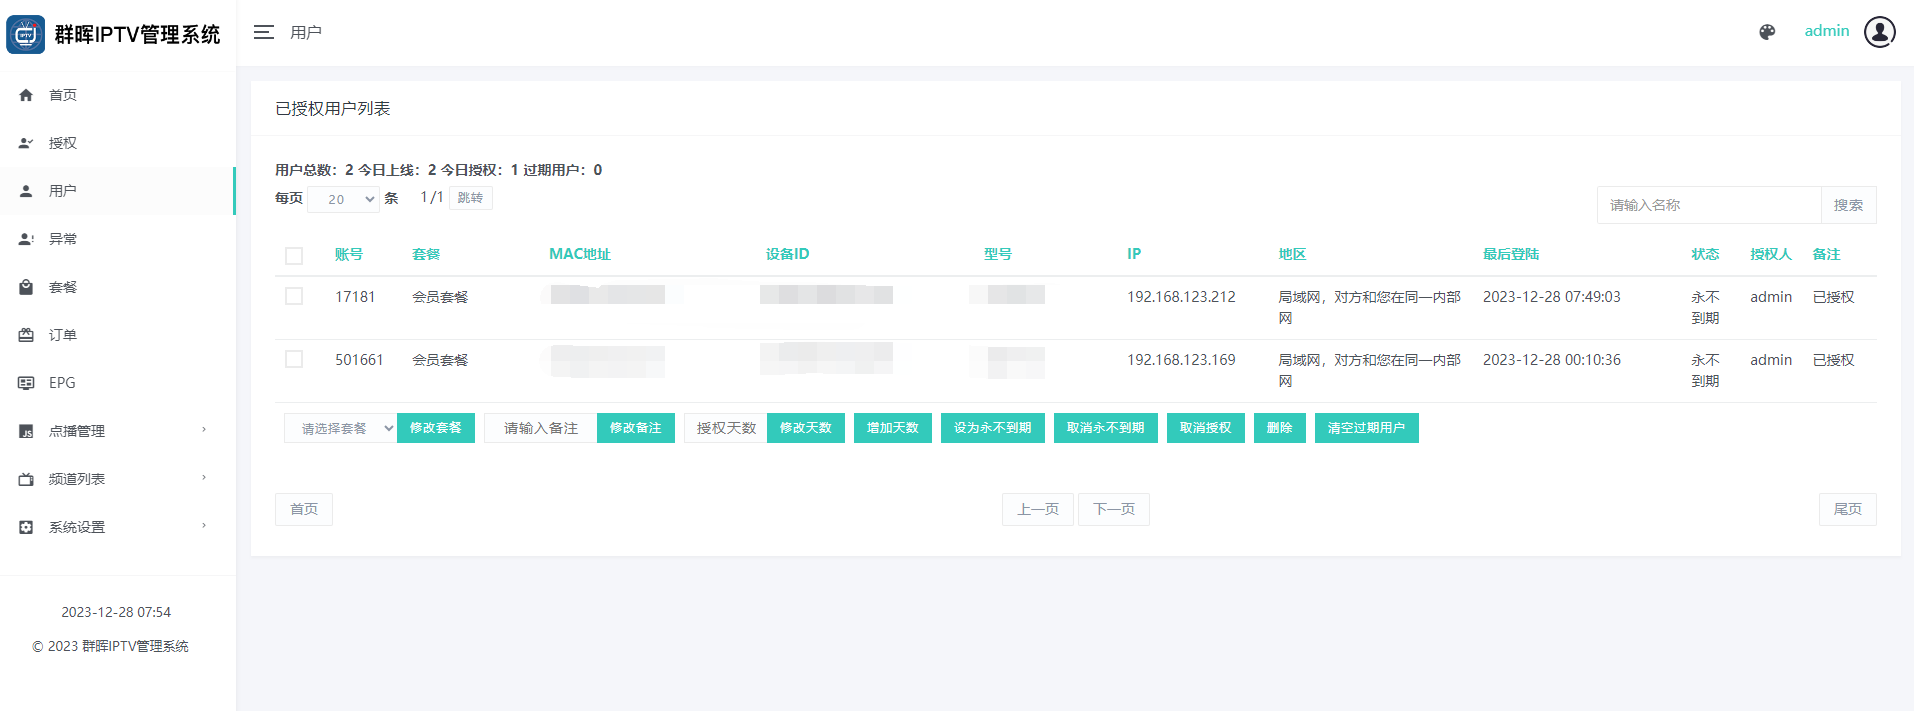 群晖IPTV管理系统
用户
admin
首页
授权
用户
异常
套餐
订单
EPG
点播管理
频道列表
系统设置
2023-12-28 07:54
© 2023 群晖IPTV管理系统
已授权用户列表
用户总数：2 今日上线：2 今日授权：1 过期用户：0
每页 20 条 1/1 跳转
请输入名称 搜索
账号 套餐 MAC地址 设备ID 型号 IP 地区 最后登陆 状态 授权人 备注
17181 会员套餐 192.168.123.212 局域网，对方和您在同一内部网 2023-12-28 07:49:03 永不到期 admin 已授权
501661 会员套餐 192.168.123.169 局域网，对方和您在同一内部网 2023-12-28 00:10:36 永不到期 admin 已授权
请选择套餐 修改套餐 请输入备注 修改备注 授权天数 修改天数 增加天数 设为永不到期 取消永不到期 取消授权 删除 清空过期用户
首页 上一页 下一页 尾页